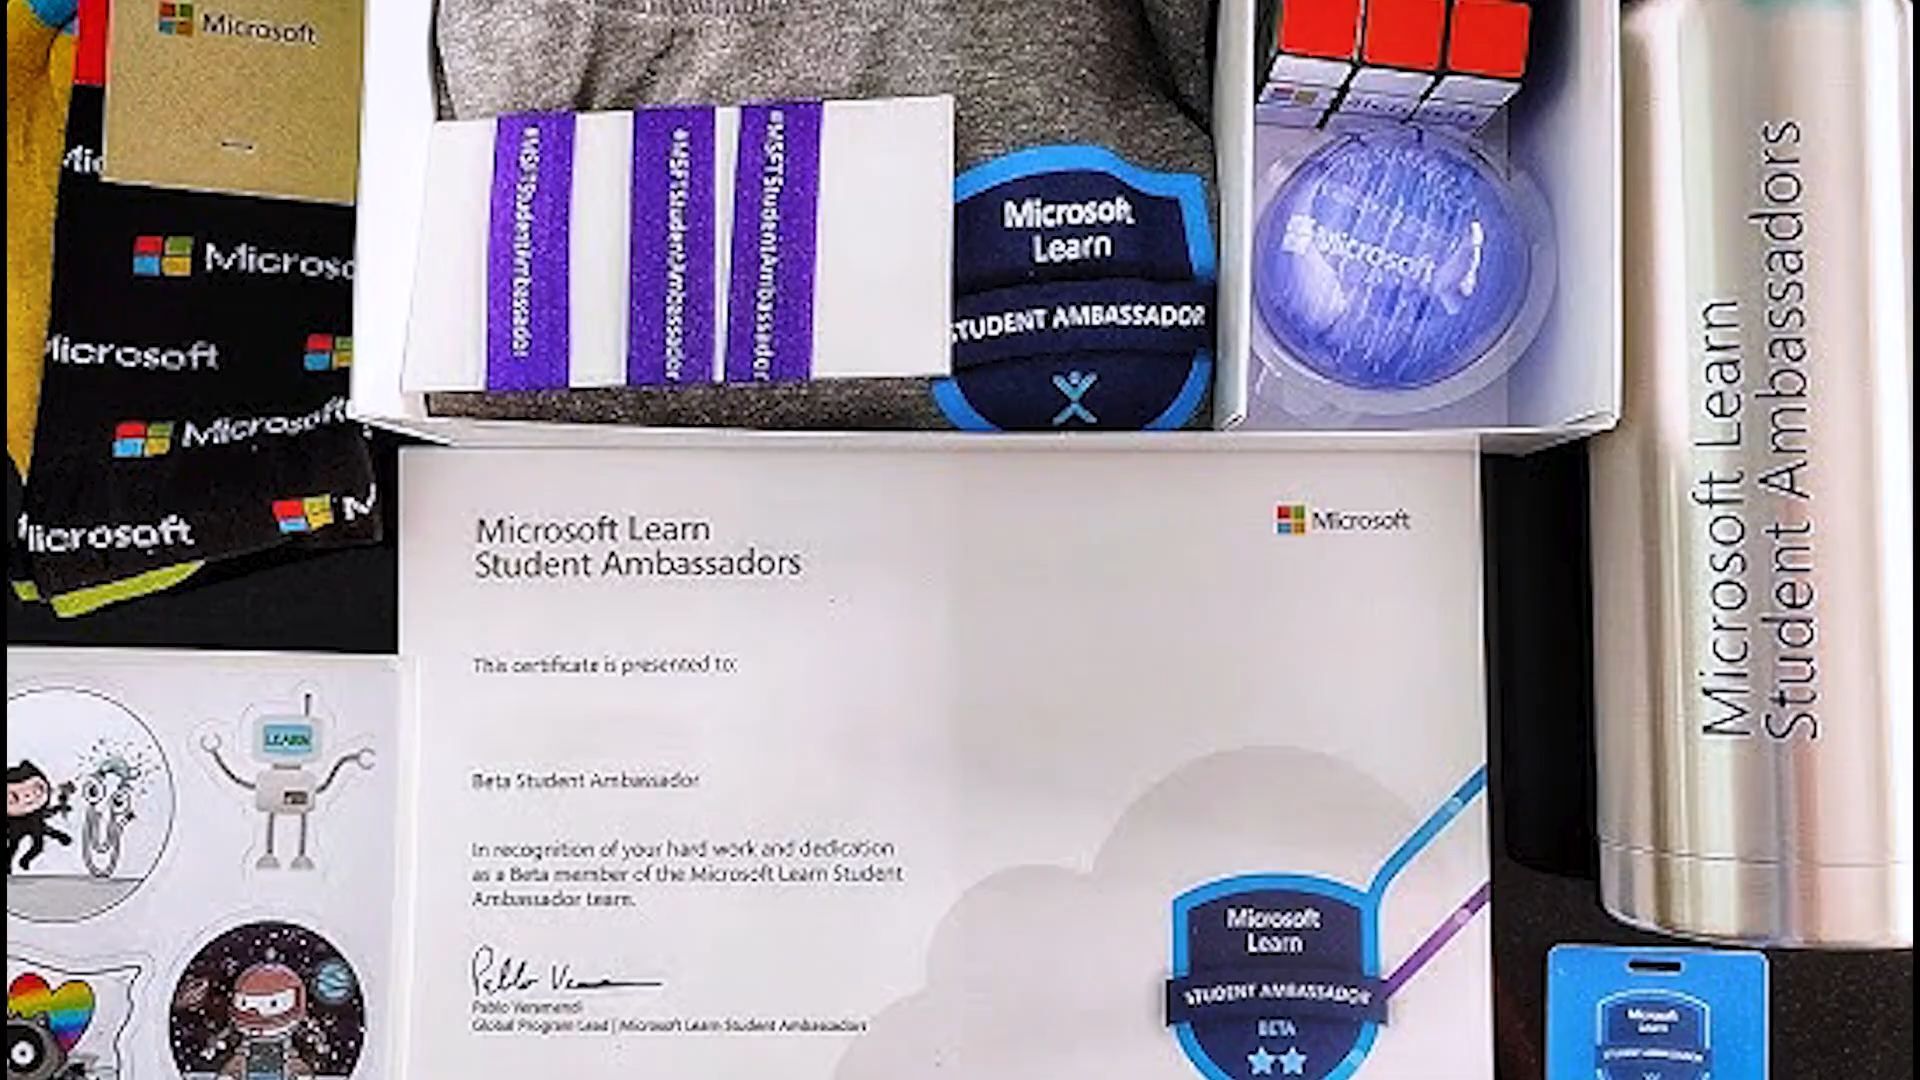 Microsoft
Microsoft
Microsoft
Microsoft
#MSFTStudentAmbassador
#MSFTStudentAmbassador
#MSFTStudentAmbassador
Microsoft
Learn
STUDENT AMBASSADOR
Microsoft
Microsoft Learn
Student Ambassadors
Microsoft Learn
Student Ambassadors
Microsoft
This certificate is presented to:
Beta Student Ambassador
In recognition of your hard work and dedication
as a Beta member of the Microsoft Learn Student
Ambassador team.
Pablo Veramendi
Global Program Lead | Microsoft Learn Student Ambassadors
Microsoft
Learn
STUDENT AMBASSADOR
BETA
LEARN
Microsoft
Learn
STUDENT AMBASSADOR